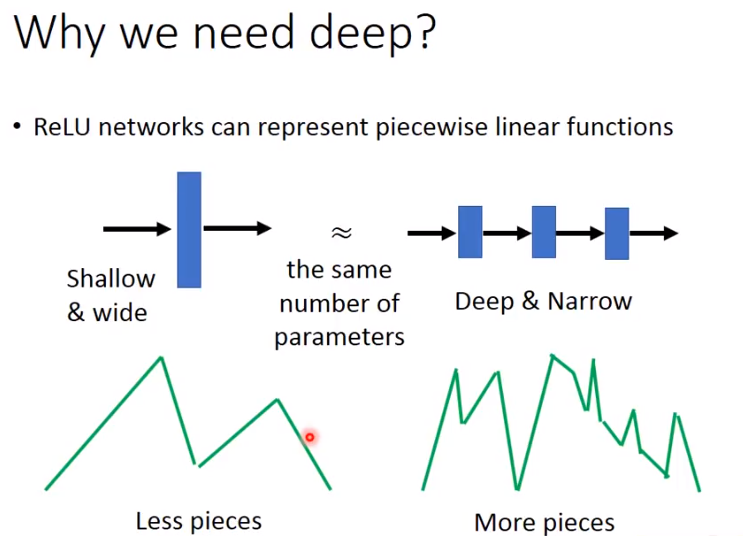 Why we need deep?
• ReLU networks can represent piecewise linear functions
Shallow
& wide
≈
the same
number of
parameters
Deep & Narrow
Less pieces
More pieces